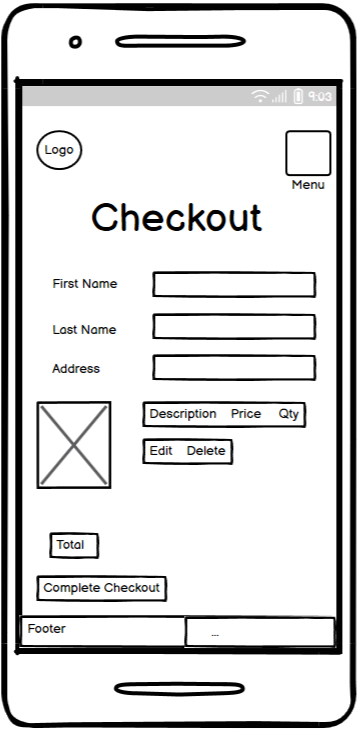 9:03
Logo
Menu
Checkout
First Name
Last Name
Address
Description Price Qty
Edit Delete
Total
Complete Checkout
Footer ...